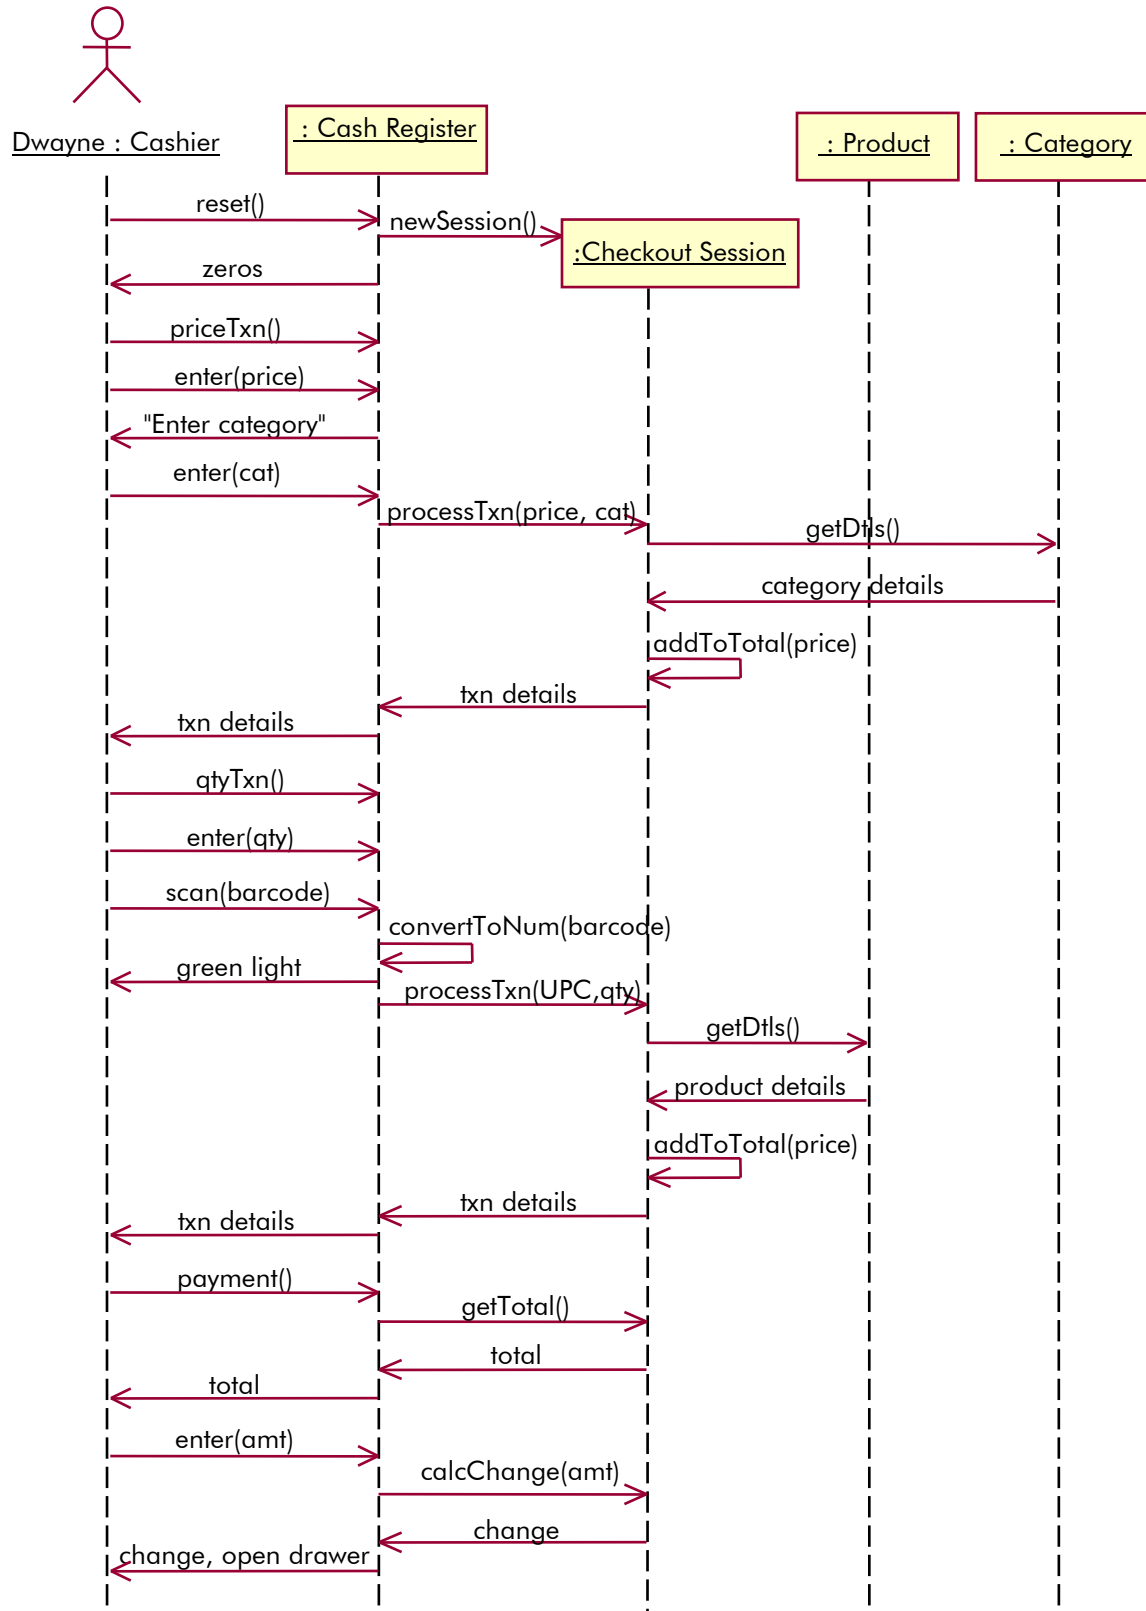 Dwayne : Cashier
: Cash Register
: Product
: Category
reset()
newSession()
:Checkout Session
zeros
priceTxn()
enter(price)
"Enter category"
enter(cat)
processTxn(price, cat)
getDtls()
category details
addToTotal(price)
txn details
txn details
qtyTxn()
enter(qty)
scan(barcode)
convertToNum(barcode)
green light
processTxn(UPC,qty)
getDtls()
product details
addToTotal(price)
txn details
txn details
payment()
getTotal()
total
total
enter(amt)
calcChange(amt)
change
change, open drawer